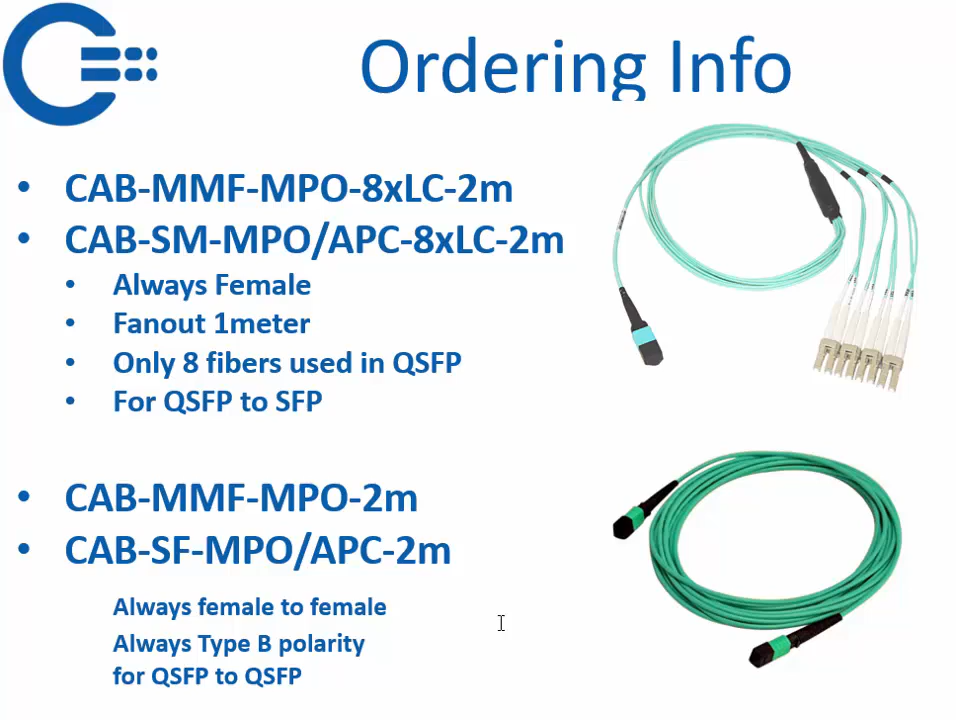 Ordering Info
• CAB-MMF-MPO-8xLC-2m
• CAB-SM-MPO/APC-8xLC-2m
• Always Female
• Fanout 1meter
• Only 8 fibers used in QSFP
• For QSFP to SFP
• CAB-MMF-MPO-2m
• CAB-SF-MPO/APC-2m
Always female to female
Always Type B polarity
for QSFP to QSFP